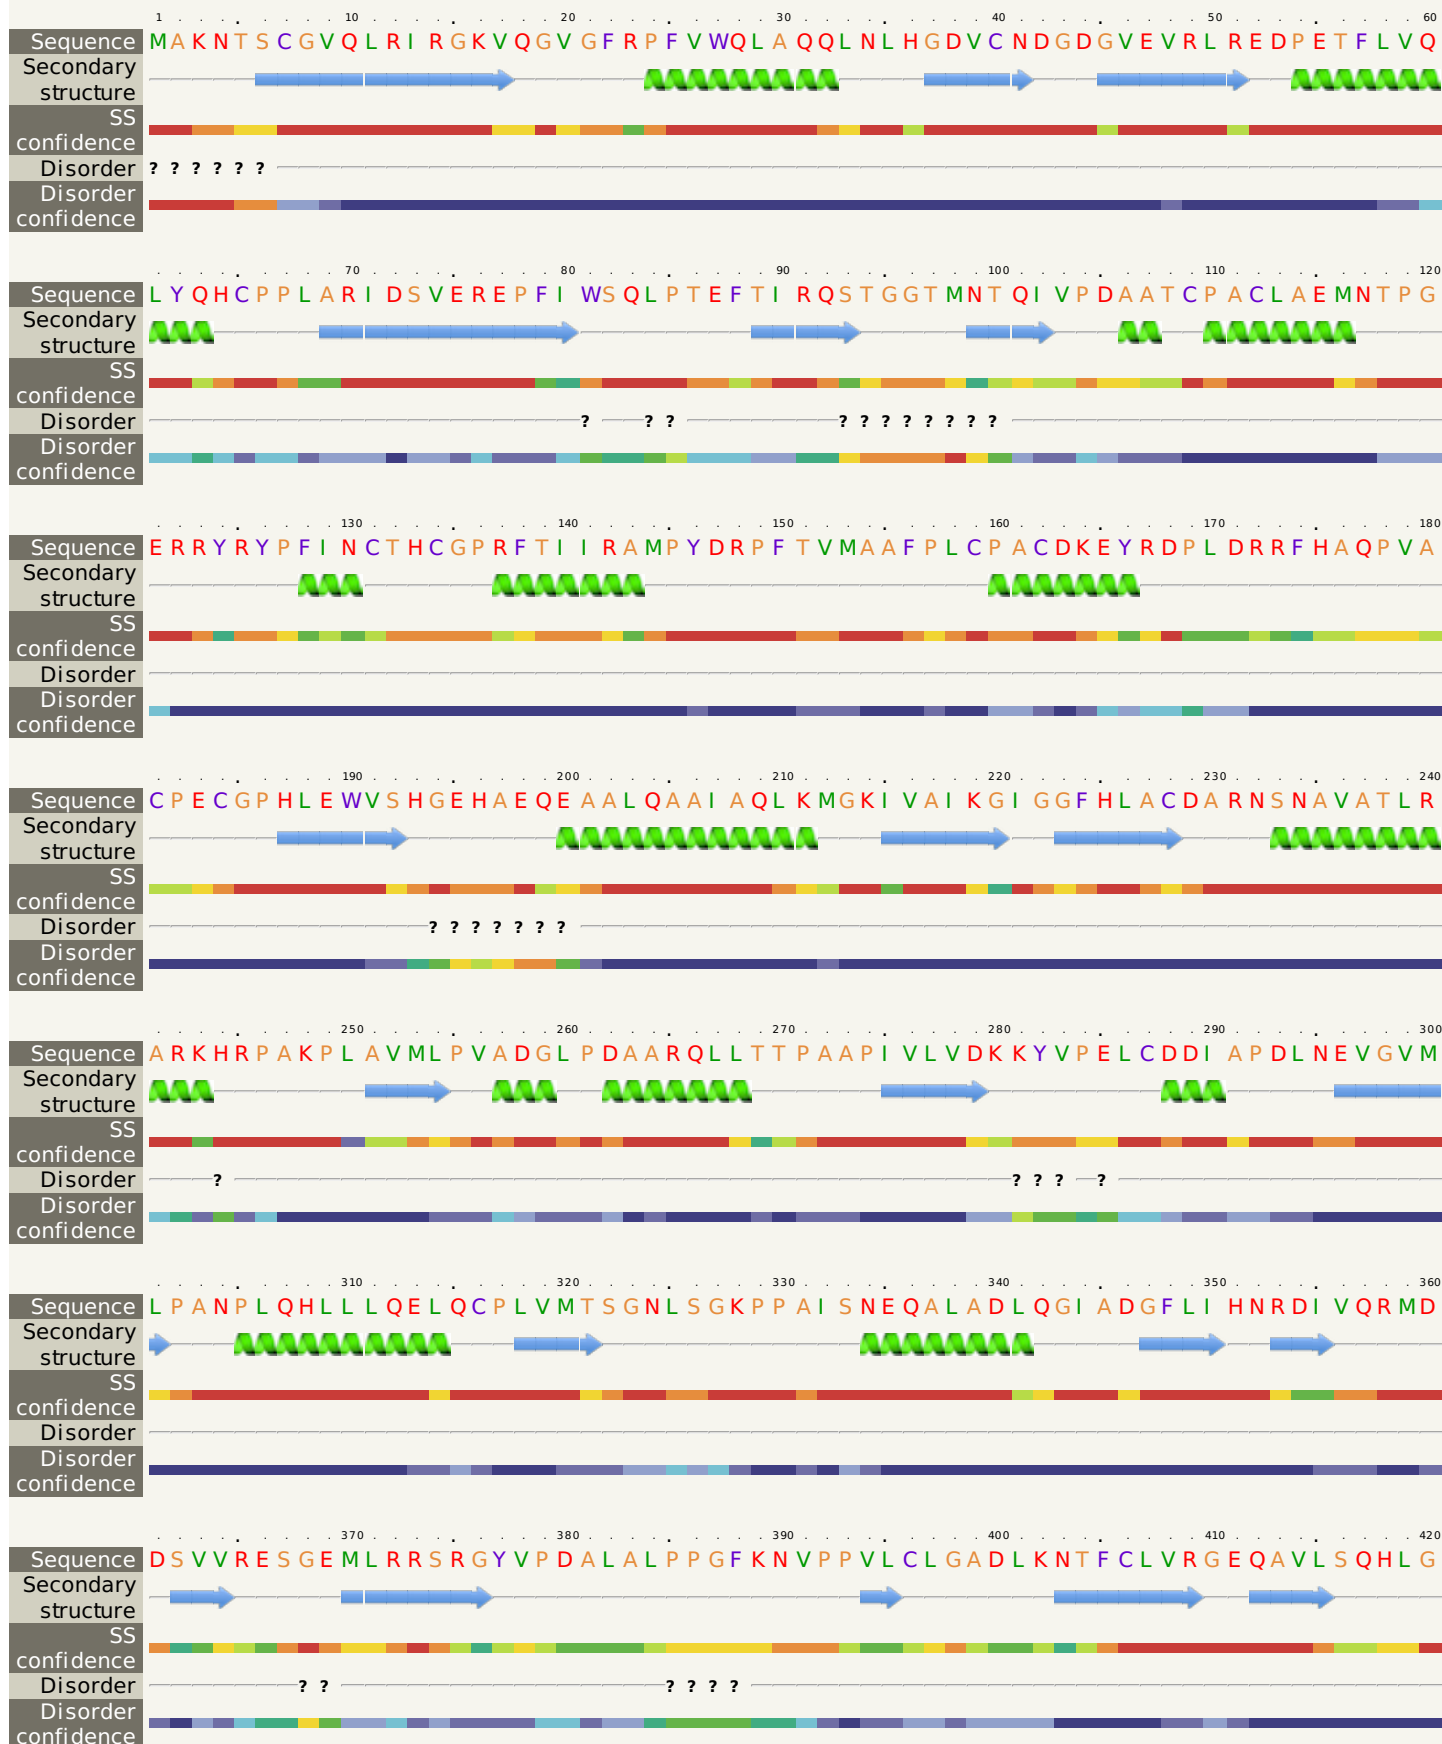 1 . . . . 10 . . . . 20 . . . . 30 . . . . 40 . . . . 50 . . . . 60
Sequence MAKNTSCGVQLRIRGKVQGVGFRPFVWQLAQQLNLHGDVCNDGDGVEVRLREDPETFLVQ
Secondary
structure
SS
confidence
Disorder ? ? ? ? ? ?
Disorder
confidence
70 80 90 100 110 120
Sequence LYQHCPPLARIDSVEREPFIWSQLPTEFTIRQSTGGTMNTQIVPDAATCPACLAEMNTPG
Secondary
structure
SS
confidence
Disorder ? ? ? ? ? ? ? ? ? ? ?
Disorder
confidence
130 140 150 160 170 180
Sequence ERRYRYPFINCTHCGPRFTIIRAMPYDRPFTVMAAFPLCPACDKEYRDPLDRRFHAQPVA
Secondary
structure
SS
confidence
Disorder
Disorder
confidence
190 200 210 220 230 240
Sequence CPECGPHLEWVSHGEHAEQEAALQAAIAQLKMGKIVAIKGIGGFHLACDARNSNAVATLR
Secondary
structure
SS
confidence
Disorder ? ? ? ? ? ? ?
Disorder
confidence
250 260 270 280 290 300
Sequence ARKHRPAKPLAVMLPVADGLPDAARQLLTTPAAPIVLVDKKYVPELCDDIAPDLNEVGVM
Secondary
structure
SS
confidence
Disorder ? ? ? ? ?
Disorder
confidence
310 320 330 340 350 360
Sequence LPANPLQHLLLQELQCPLVMTSGNLSGKPPAISNEQALADLQGIADGFLIHNRDIVQRMD
Secondary
structure
SS
confidence
Disorder
Disorder
confidence
370 380 390 400 410 420
Sequence DSVVRESGEMLRRSRGYVPDALALPPGFKNVPPVLCLGADLKNTFCLVRGEQAVLSQHLG
Secondary
structure
SS
confidence
Disorder ? ? ? ? ? ?
Disorder
confidence